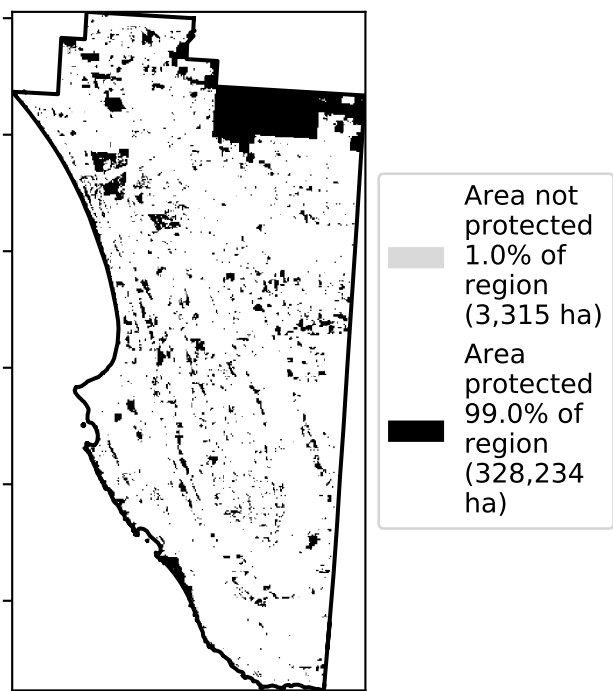 Area not
protected
1.0% of
region
(3,315 ha)
Area
protected
99.0% of
region
(328,234
ha)